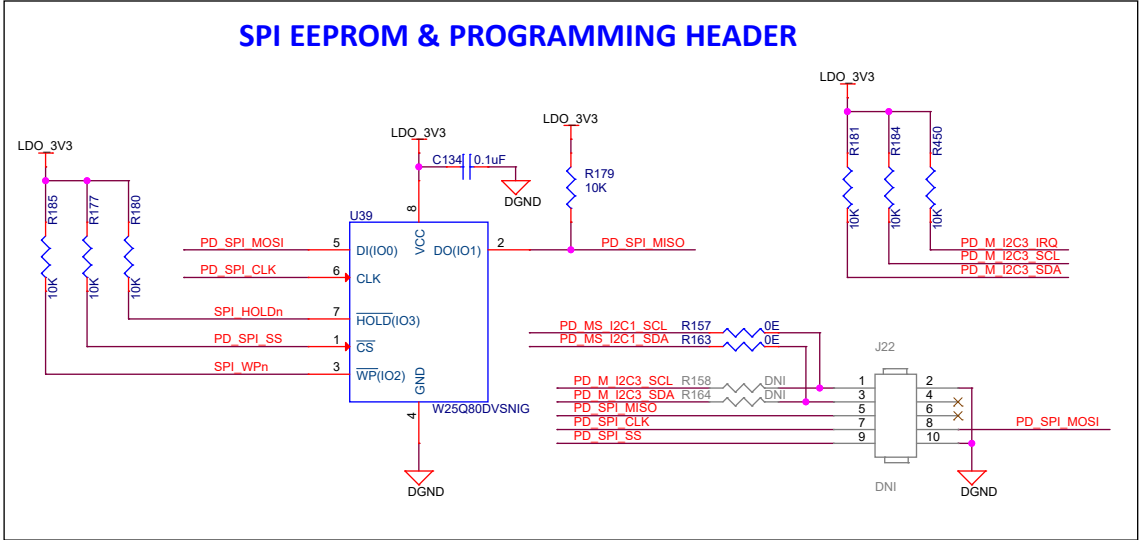 SPI EEPROM & PROGRAMMING HEADER
LDO_3V3
R185
R177
R180
10K
10K
10K
LDO_3V3
C134
0.1uF
DGND
LDO_3V3
R179
10K
LDO_3V3
R181
R184
R450
10K
10K
10K
PD_M_I2C3_IRQ
PD_M_I2C3_SCL
PD_M_I2C3_SDA
U39
8
VCC
PD_SPI_MOSI 5 DI(IO0)
DO(IO1) 2 PD_SPI_MISO
PD_SPI_CLK 6 CLK
SPI_HOLDn 7 HOLD(IO3)
PD_SPI_SS 1 CS
SPI_WPn 3 WP(IO2)
GND
4
W25Q80DVSNIG
DGND
PD_MS_I2C1_SCL R157 0E
PD_MS_I2C1_SDA R163 0E
J22
PD_M_I2C3_SCL R158 DNI 1 2
PD_M_I2C3_SDA R164 DNI 3 4
PD_SPI_MISO 5 6
PD_SPI_CLK 7 8 PD_SPI_MOSI
PD_SPI_SS 9 10
DNI
DGND